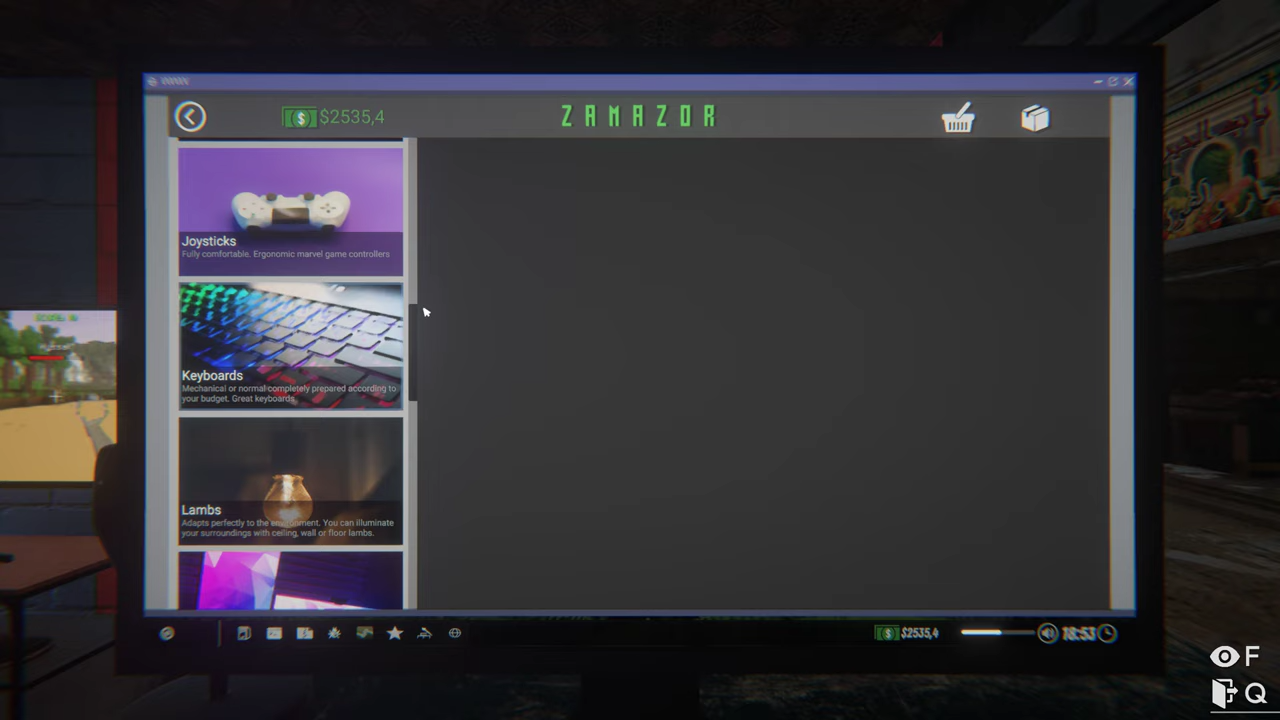 $2535,4
ZAMAZOR
Joysticks
Fully comfortable. Ergonomic marvel game controllers
Keyboards
Mechanical or normal completely prepared according to
your budget. Great keyboards.
Lambs
Adapts perfectly to the environment. You can illuminate
your surroundings with ceiling, wall or floor lambs.
$2535,4
18:53
F
Q